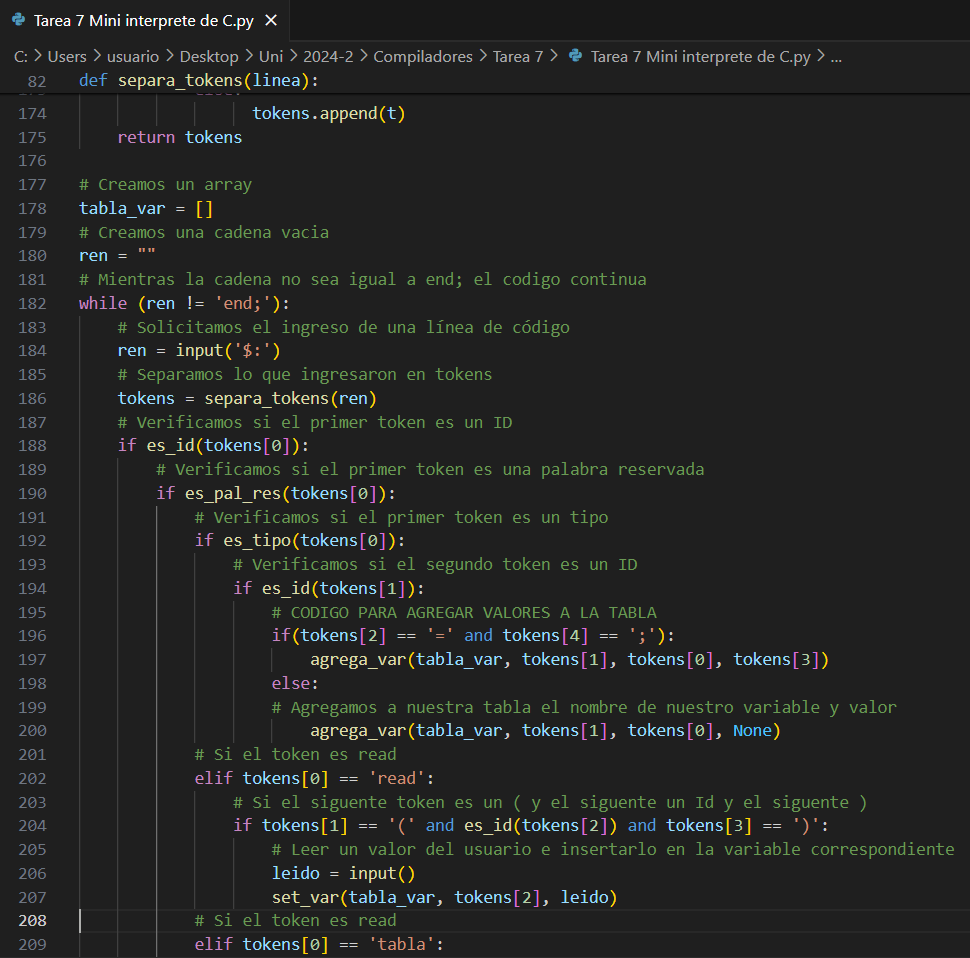 Tarea 7 Mini interprete de C.py ×
C: > Users > usuario > Desktop > Uni > 2024-2 > Compiladores > Tarea 7 > Tarea 7 Mini interprete de C.py > ...
82 def separa_tokens(linea):
174 tokens.append(t)
175 return tokens
176
177 # Creamos un array
178 tabla_var = []
179 # Creamos una cadena vacia
180 ren = ""
181 # Mientras la cadena no sea igual a end; el codigo continua
182 while (ren != 'end;'):
183 # Solicitamos el ingreso de una línea de código
184 ren = input('$:')
185 # Separamos lo que ingresaron en tokens
186 tokens = separa_tokens(ren)
187 # Verificamos si el primer token es un ID
188 if es_id(tokens[0]):
189 # Verificamos si el primer token es una palabra reservada
190 if es_pal_res(tokens[0]):
191 # Verificamos si el primer token es un tipo
192 if es_tipo(tokens[0]):
193 # Verificamos si el segundo token es un ID
194 if es_id(tokens[1]):
195 # CODIGO PARA AGREGAR VALORES A LA TABLA
196 if(tokens[2] == '=' and tokens[4] == ';'):
197 agrega_var(tabla_var, tokens[1], tokens[0], tokens[3])
198 else:
199 # Agregamos a nuestra tabla el nombre de nuestro variable y valor
200 agrega_var(tabla_var, tokens[1], tokens[0], None)
201 # Si el token es read
202 elif tokens[0] == 'read':
203 # Si el siguente token es un ( y el siguente un Id y el siguente )
204 if tokens[1] == '(' and es_id(tokens[2]) and tokens[3] == ')':
205 # Leer un valor del usuario e insertarlo en la variable correspondiente
206 leido = input()
207 set_var(tabla_var, tokens[2], leido)
208 # Si el token es read
209 elif tokens[0] == 'tabla':